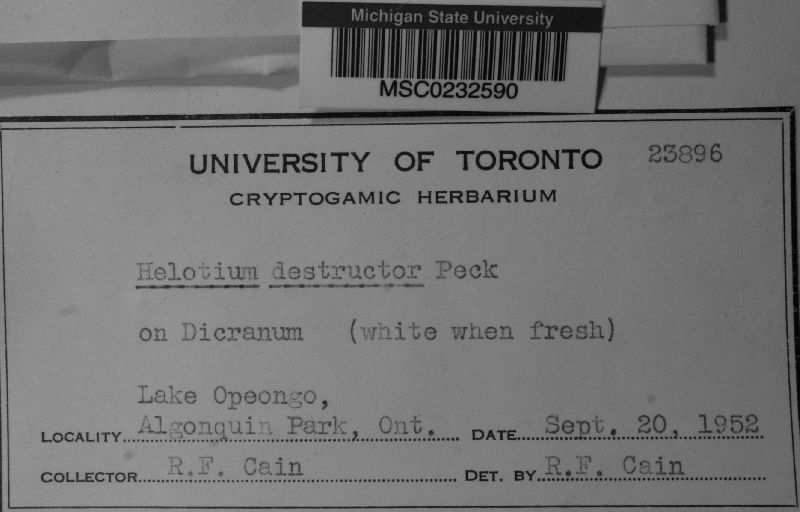 Michigan State University
MSC0232590
UNIVERSITY OF TORONTO 23896
CRYPTOGAMIC HERBARIUM
Helotium destructor Peck
on Dicranum (white when fresh)
Lake Opeongo,
LOCALITY Algonquin Park, Ont. DATE Sept. 20, 1952
COLLECTOR R.F. Cain DET. BY R.F. Cain